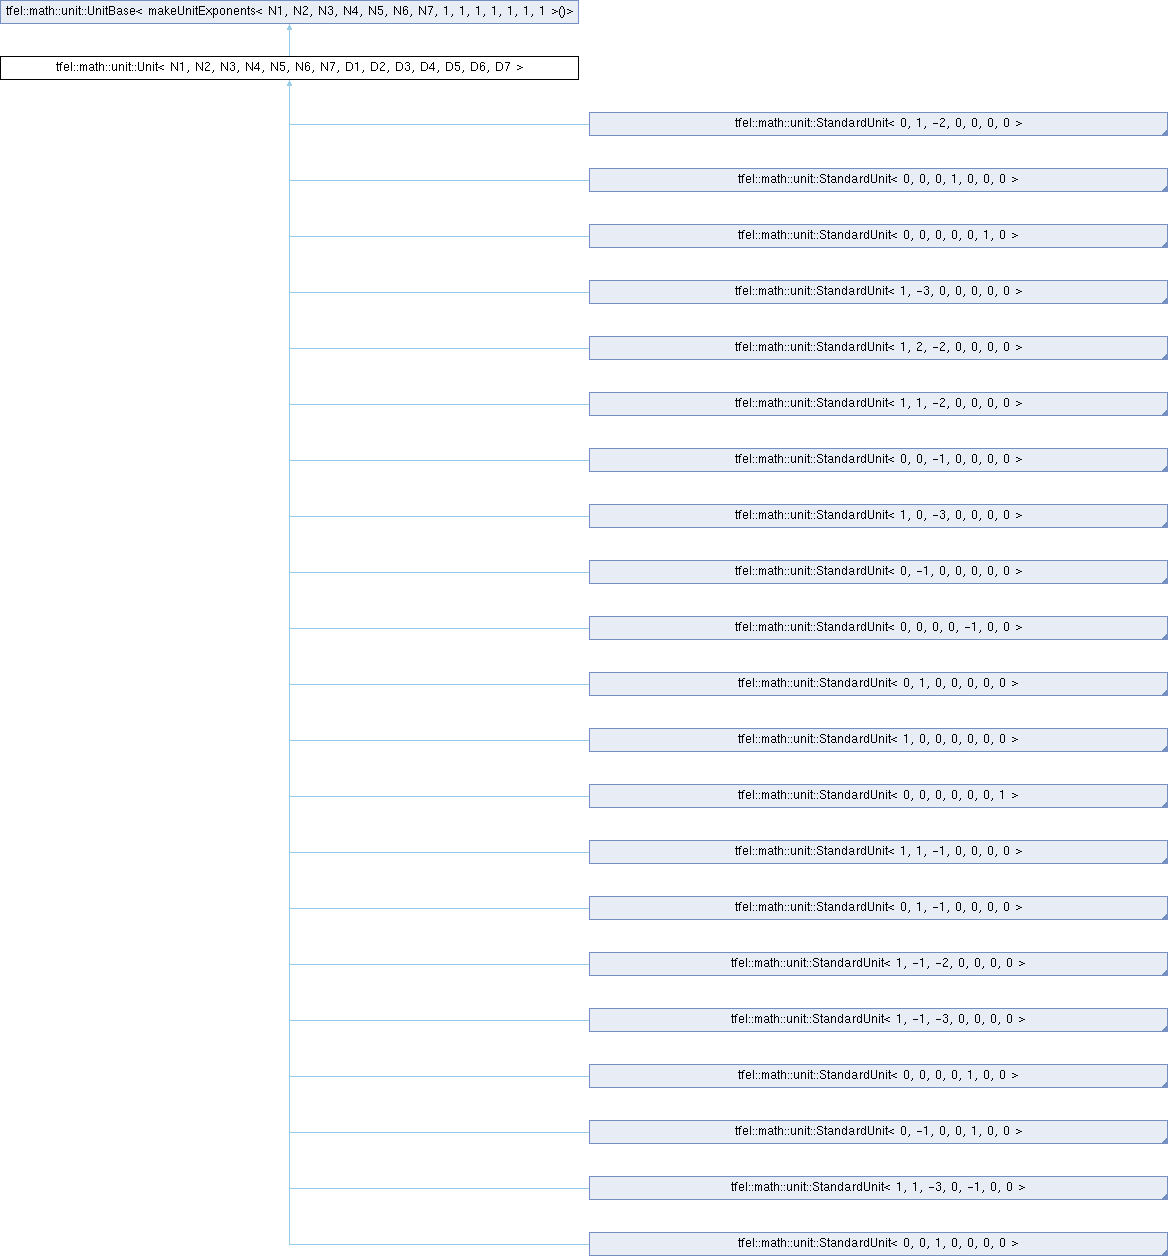 tfel::math::unit::UnitBase< makeUnitExponents< N1, N2, N3, N4, N5, N6, N7, 1, 1, 1, 1, 1, 1, 1 >()>
tfel::math::unit::Unit< N1, N2, N3, N4, N5, N6, N7, D1, D2, D3, D4, D5, D6, D7 >
tfel::math::unit::StandardUnit< 0, 1, -2, 0, 0, 0, 0 >
tfel::math::unit::StandardUnit< 0, 0, 0, 1, 0, 0, 0 >
tfel::math::unit::StandardUnit< 0, 0, 0, 0, 0, 1, 0 >
tfel::math::unit::StandardUnit< 1, -3, 0, 0, 0, 0, 0 >
tfel::math::unit::StandardUnit< 1, 2, -2, 0, 0, 0, 0 >
tfel::math::unit::StandardUnit< 1, 1, -2, 0, 0, 0, 0 >
tfel::math::unit::StandardUnit< 0, 0, -1, 0, 0, 0, 0 >
tfel::math::unit::StandardUnit< 1, 0, -3, 0, 0, 0, 0 >
tfel::math::unit::StandardUnit< 0, -1, 0, 0, 0, 0, 0 >
tfel::math::unit::StandardUnit< 0, 0, 0, 0, -1, 0, 0 >
tfel::math::unit::StandardUnit< 0, 1, 0, 0, 0, 0, 0 >
tfel::math::unit::StandardUnit< 1, 0, 0, 0, 0, 0, 0 >
tfel::math::unit::StandardUnit< 0, 0, 0, 0, 0, 0, 1 >
tfel::math::unit::StandardUnit< 1, 1, -1, 0, 0, 0, 0 >
tfel::math::unit::StandardUnit< 0, 1, -1, 0, 0, 0, 0 >
tfel::math::unit::StandardUnit< 1, -1, -2, 0, 0, 0, 0 >
tfel::math::unit::StandardUnit< 1, -1, -3, 0, 0, 0, 0 >
tfel::math::unit::StandardUnit< 0, 0, 0, 0, 1, 0, 0 >
tfel::math::unit::StandardUnit< 0, -1, 0, 0, 1, 0, 0 >
tfel::math::unit::StandardUnit< 1, 1, -3, 0, -1, 0, 0 >
tfel::math::unit::StandardUnit< 0, 0, 1, 0, 0, 0, 0 >